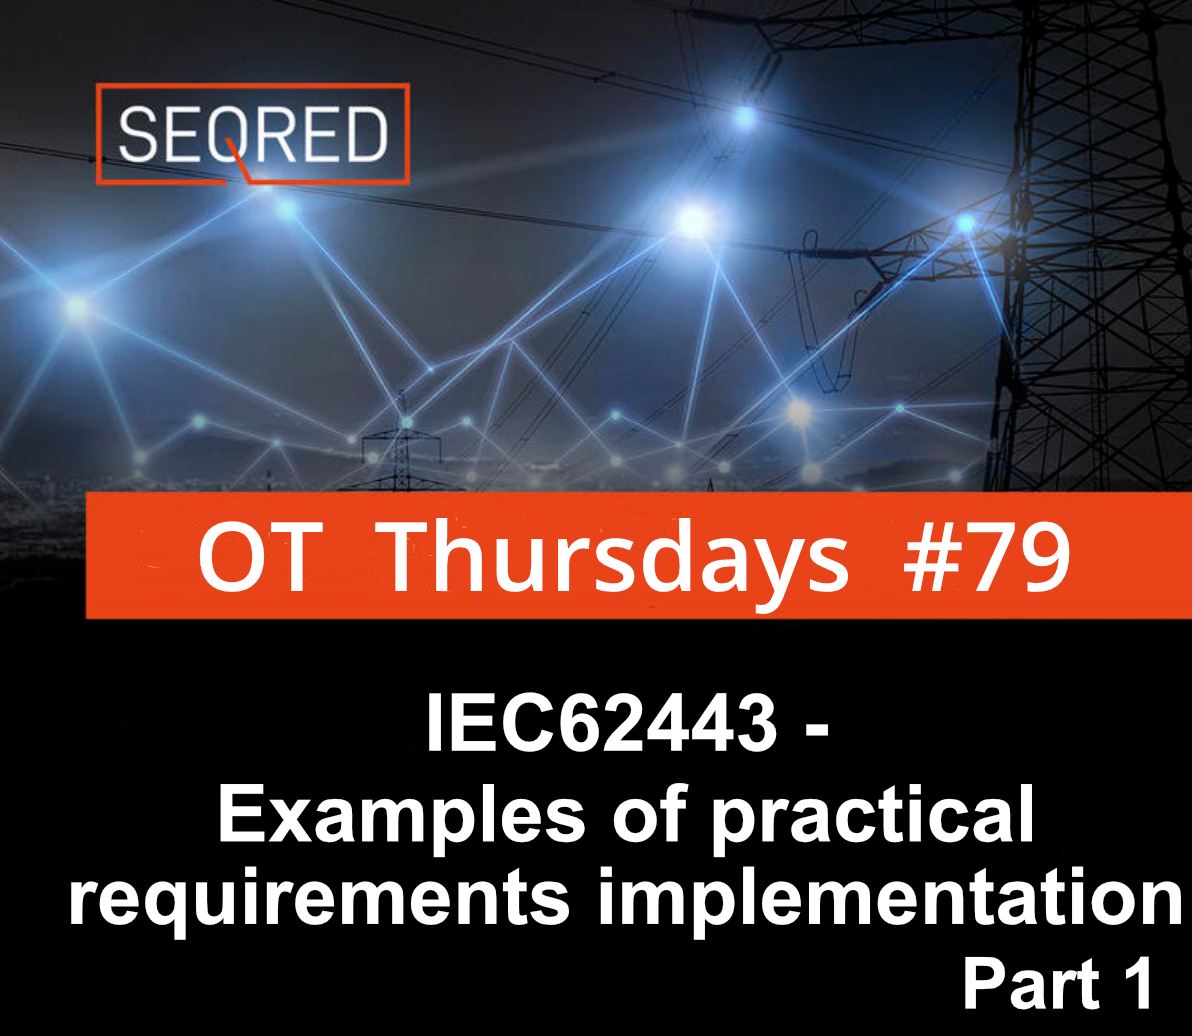 SEQRED
OT Thursdays #79
IEC62443 -
Examples of practical
requirements implementation
Part 1